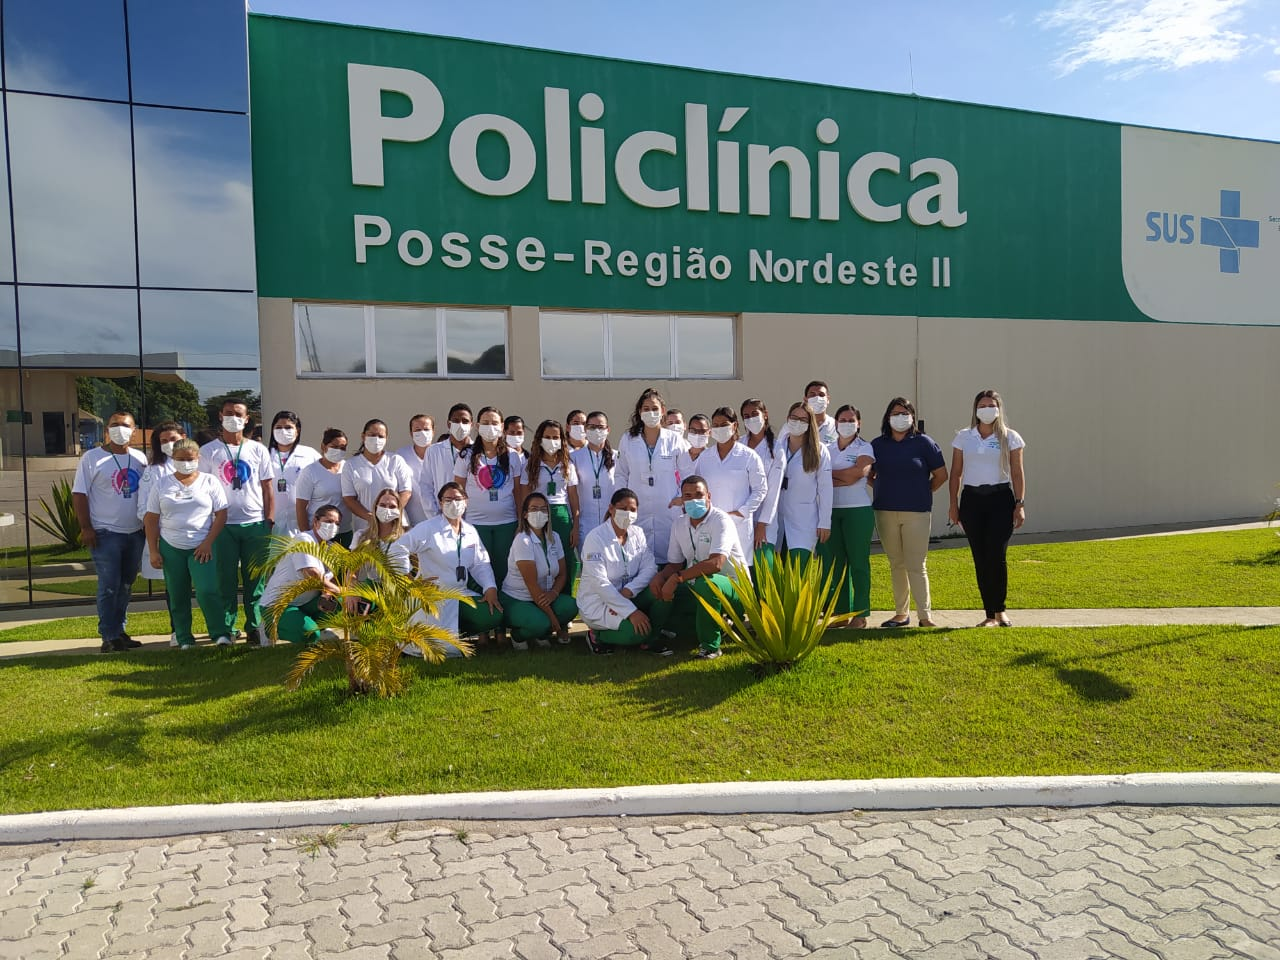 Policlínica
Posse-Região Nordeste II
SUS